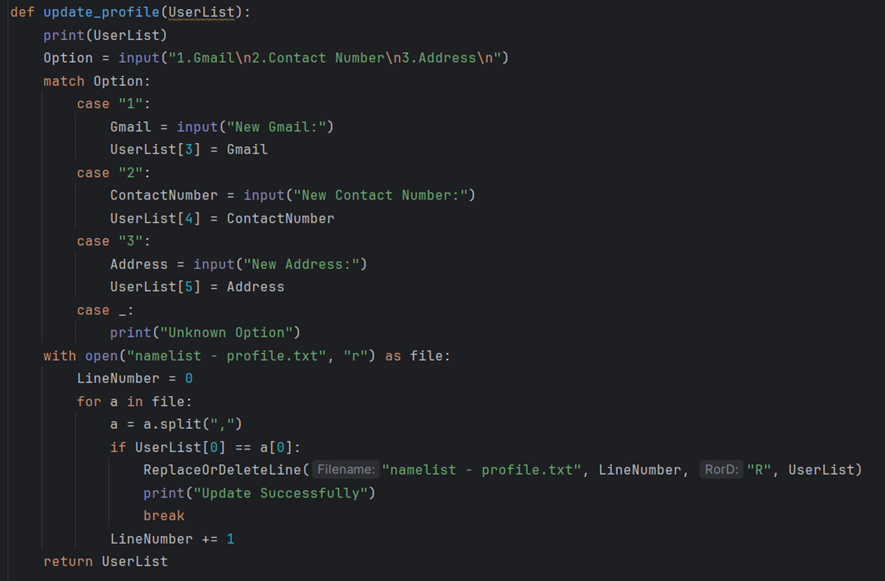 def update_profile(UserList):
    print(UserList)
    Option = input("1.Gmail\n2.Contact Number\n3.Address\n")
    match Option:
        case "1":
            Gmail = input("New Gmail:")
            UserList[3] = Gmail
        case "2":
            ContactNumber = input("New Contact Number:")
            UserList[4] = ContactNumber
        case "3":
            Address = input("New Address:")
            UserList[5] = Address
        case _:
            print("Unknown Option")
    with open("namelist - profile.txt", "r") as file:
        LineNumber = 0
        for a in file:
            a = a.split(",")
            if UserList[0] == a[0]:
                ReplaceOrDeleteLine( Filename: "namelist - profile.txt", LineNumber, RorD: "R", UserList)
                print("Update Successfully")
                break
            LineNumber += 1
    return UserList